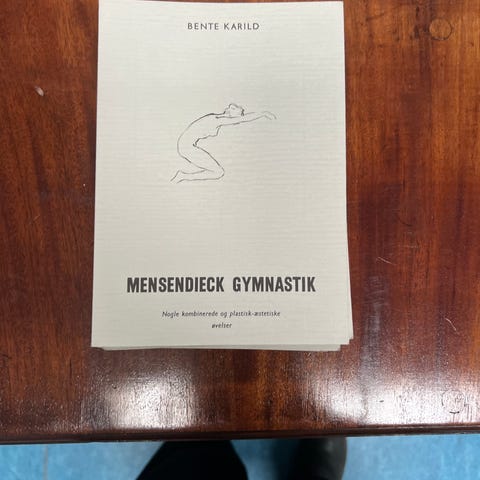 BENTE KARILD
MENSENDIECK GYMNASTIK
Nogle kombinerede og plastisk-æstetiske
øvelser